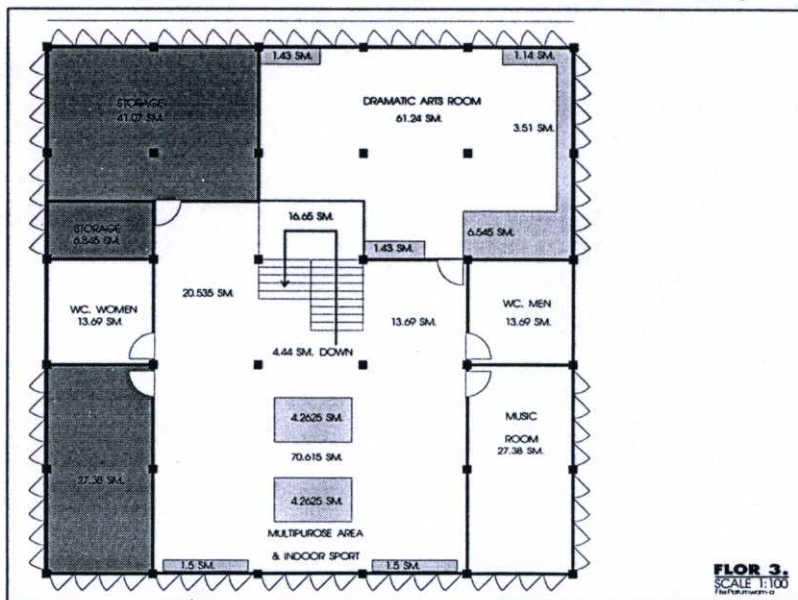 1.43 SM.
1.14 SM.
STORAGE
41.07 SM.
DRAMATIC ARTS ROOM
61.24 SM.
3.51 SM.
16.65 SM.
STORAGE
6.845 SM.
1.43 SM.
6.545 SM.
WC. WOMEN
13.69 SM.
20.535 SM.
13.69 SM.
WC. MEN
13.69 SM.
4.44 SM. DOWN
4.2625 SM.
MUSIC
ROOM
27.38 SM.
70.615 SM.
27.38 SM.
4.2625 SM.
MULTIPUROSE AREA
& INDOOR SPORT
1.5 SM.
1.5 SM.
FLOR 3.
SCALE 1:100